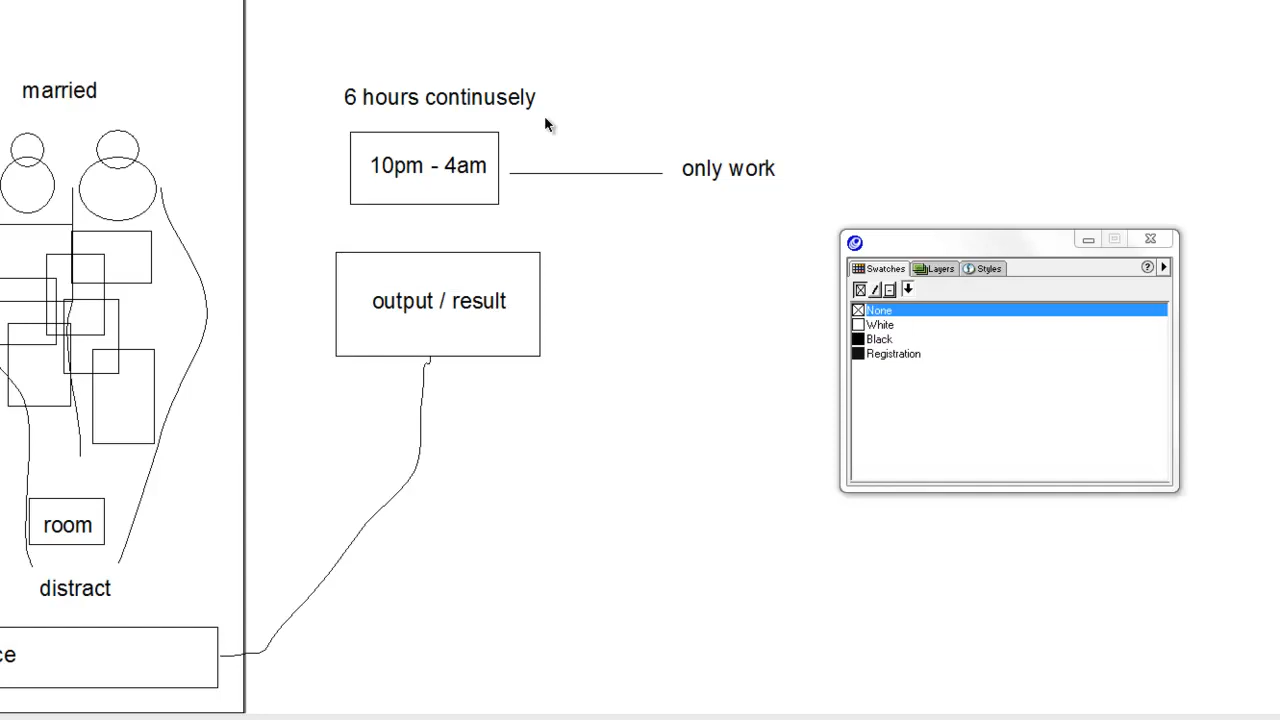 married
6 hours continusely
10pm - 4am
only work
output / result
room
distract
ce
Swatches
Layers
Styles
?
None
White
Black
Registration